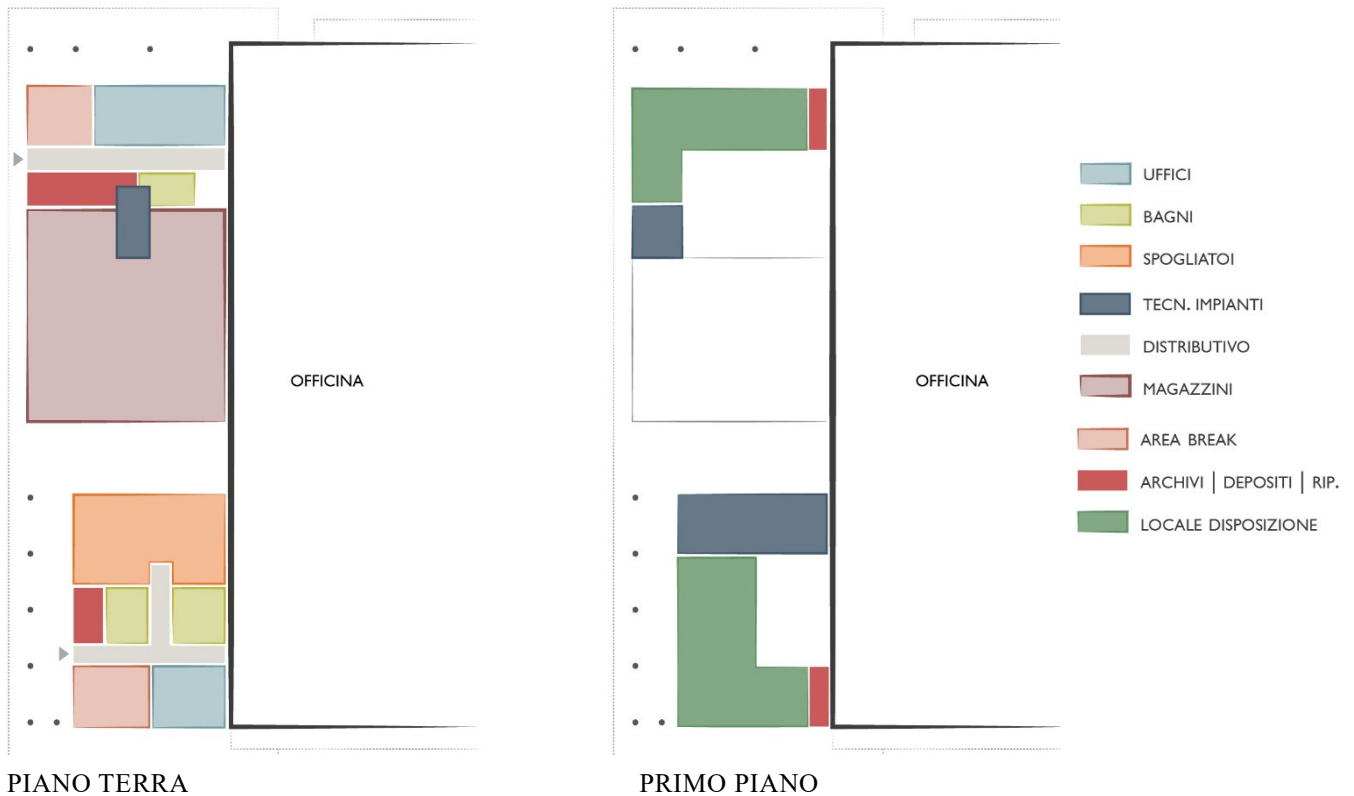 UFFICI
BAGNI
SPOGLIATOI
TECN. IMPIANTI
DISTRIBUTIVO
MAGAZZINI
AREA BREAK
ARCHIVI | DEPOSITI | RIP.
LOCALE DISPOSIZIONE
OFFICINA
OFFICINA
PIANO TERRA
PRIMO PIANO